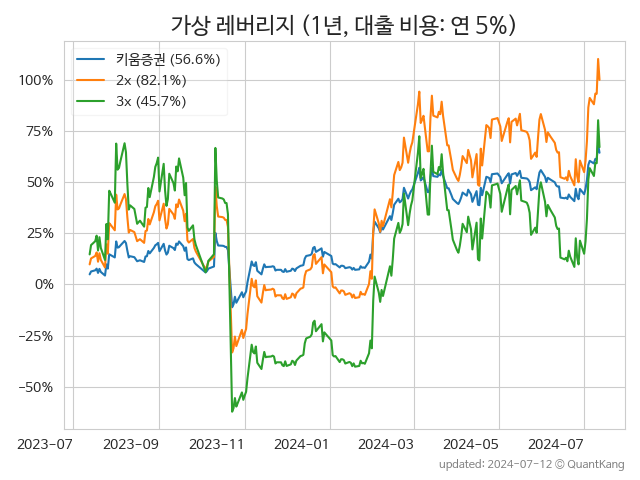 가상 레버리지 (1년, 대출 비용: 연 5%)
키움증권 (56.6%)
2x (82.1%)
3x (45.7%)
100%
75%
50%
25%
0%
−25%
−50%
2023-07 2023-09 2023-11 2024-01 2024-03 2024-05 2024-07
updated: 2024-07-12 © QuantKang